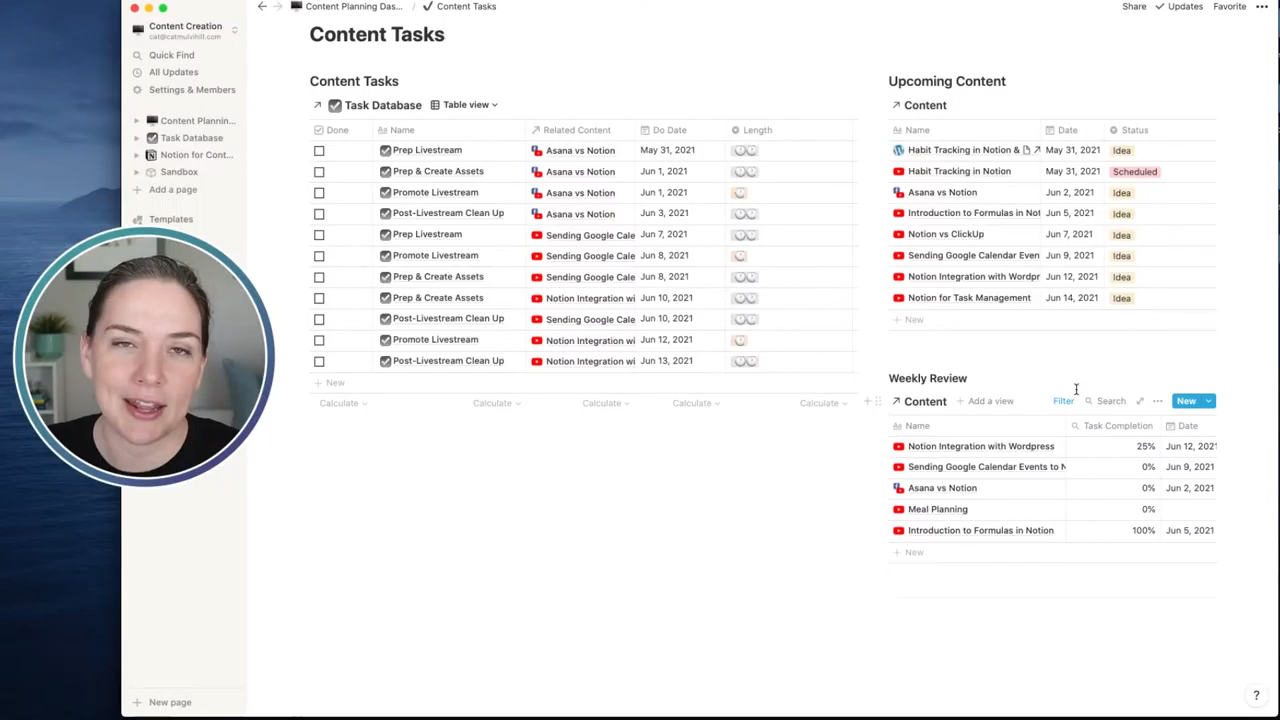 Content Planning Das... / Content Tasks
Share Updates Favorite •••
Content Creation
cat@catmulvihill.com
Quick Find
All Updates
Settings & Members
Content Plannin...
Task Database
Notion for Cont...
Sandbox
+ Add a page
Templates
+ New page
Content Tasks
Content Tasks
Task Database Table view
Done Name Related Content Do Date Length
Prep Livestream Asana vs Notion May 31, 2021
Prep & Create Assets Asana vs Notion Jun 1, 2021
Promote Livestream Asana vs Notion Jun 1, 2021
Post-Livestream Clean Up Asana vs Notion Jun 3, 2021
Prep Livestream Sending Google Cale Jun 7, 2021
Promote Livestream Sending Google Cale Jun 8, 2021
Prep & Create Assets Sending Google Cale Jun 8, 2021
Prep & Create Assets Notion Integration wi Jun 10, 2021
Post-Livestream Clean Up Sending Google Cale Jun 10, 2021
Promote Livestream Notion Integration wi Jun 12, 2021
Post-Livestream Clean Up Notion Integration wi Jun 13, 2021
+ New
Calculate Calculate Calculate Calculate Calculate
Upcoming Content
Content
Name Date Status
Habit Tracking in Notion & May 31, 2021 Idea
Habit Tracking in Notion May 31, 2021 Scheduled
Asana vs Notion Jun 2, 2021 Idea
Introduction to Formulas in Not Jun 5, 2021 Idea
Notion vs ClickUp Jun 7, 2021 Idea
Sending Google Calendar Even Jun 9, 2021 Idea
Notion Integration with Wordpr Jun 12, 2021 Idea
Notion for Task Management Jun 14, 2021 Idea
+ New
Weekly Review
Content + Add a view Filter Search ••• New
Name Task Completion Date
Notion Integration with Wordpress 25% Jun 12, 2021
Sending Google Calendar Events to N 0% Jun 9, 2021
Asana vs Notion 0% Jun 2, 2021
Meal Planning 0%
Introduction to Formulas in Notion 100% Jun 5, 2021
+ New
?